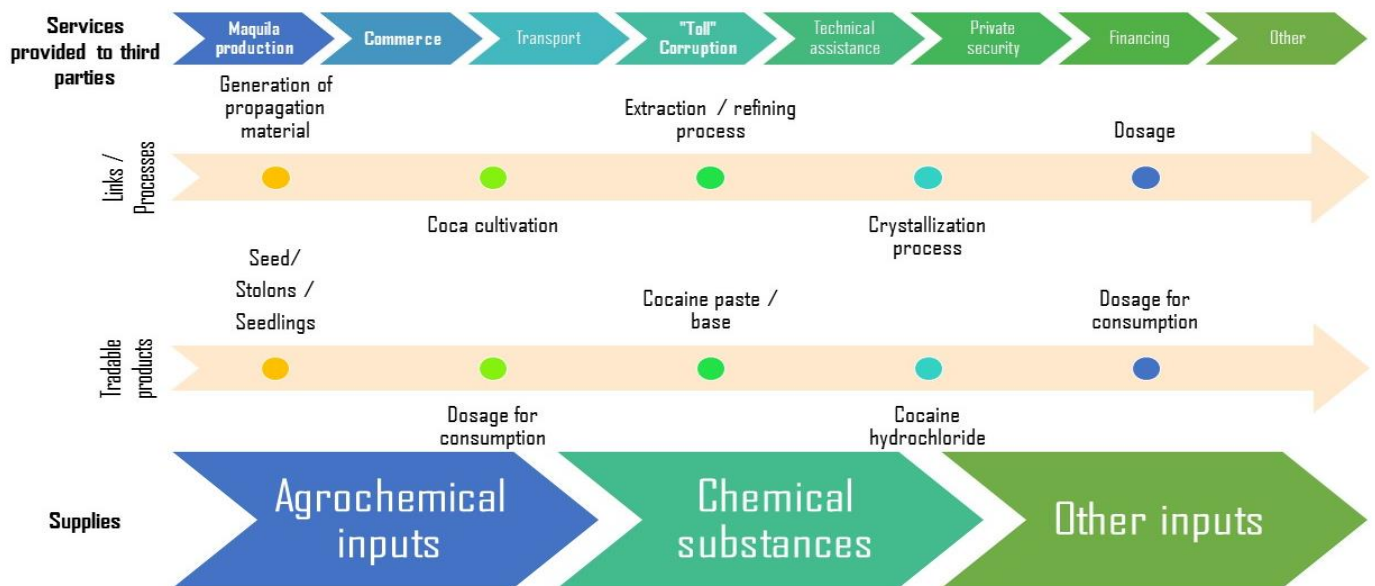 Services
provided to third
parties
Maquila
production
Commerce
Transport
"Toll"
Corruption
Technical
assistance
Private
security
Financing
Other
Links /
Processes
Generation of
propagation
material
Coca cultivation
Extraction / refining
process
Crystallization
process
Dosage
Tradable
products
Seed/
Stolons /
Seedlings
Dosage for
consumption
Cocaine paste /
base
Cocaine
hydrochloride
Dosage for
consumption
Supplies
Agrochemical
inputs
Chemical
substances
Other inputs